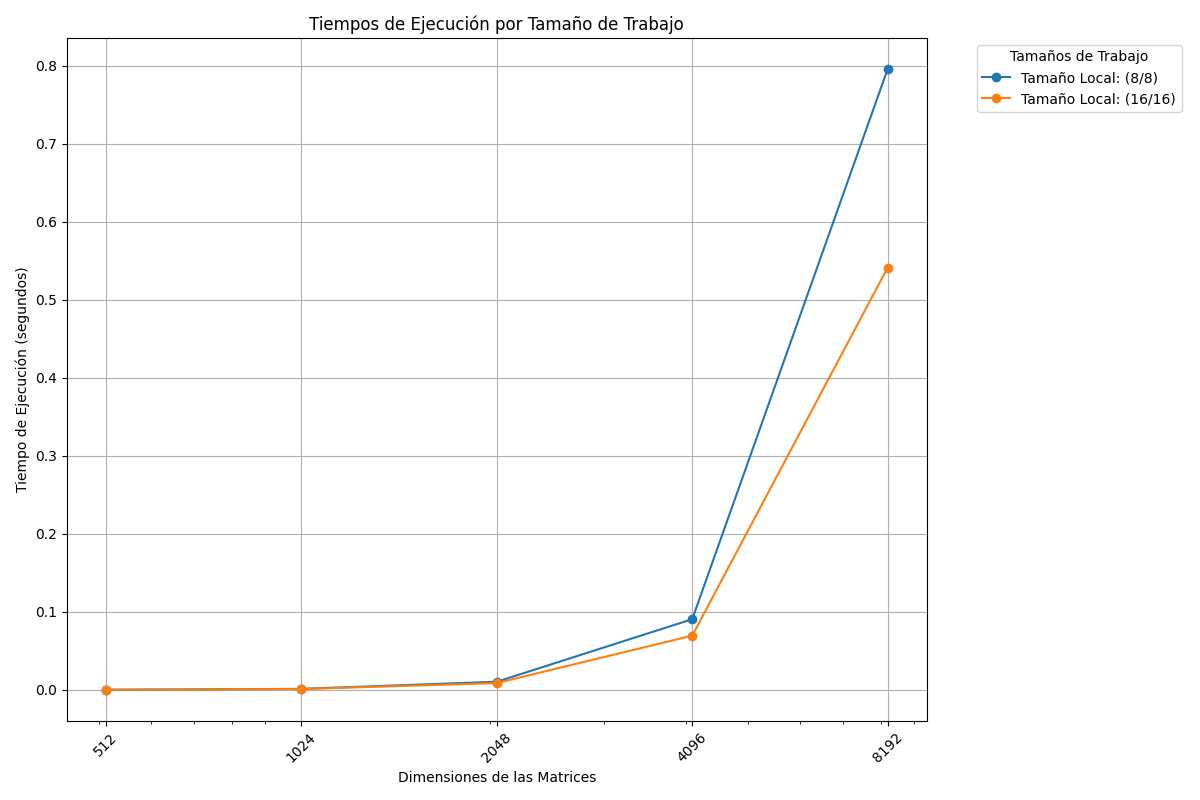 Tiempos de Ejecución por Tamaño de Trabajo
Tamaños de Trabajo
Tamaño Local: (8/8)
Tamaño Local: (16/16)
Tiempo de Ejecución (segundos)
0.8
0.7
0.6
0.5
0.4
0.3
0.2
0.1
0.0
512
1024
2048
4096
8192
Dimensiones de las Matrices